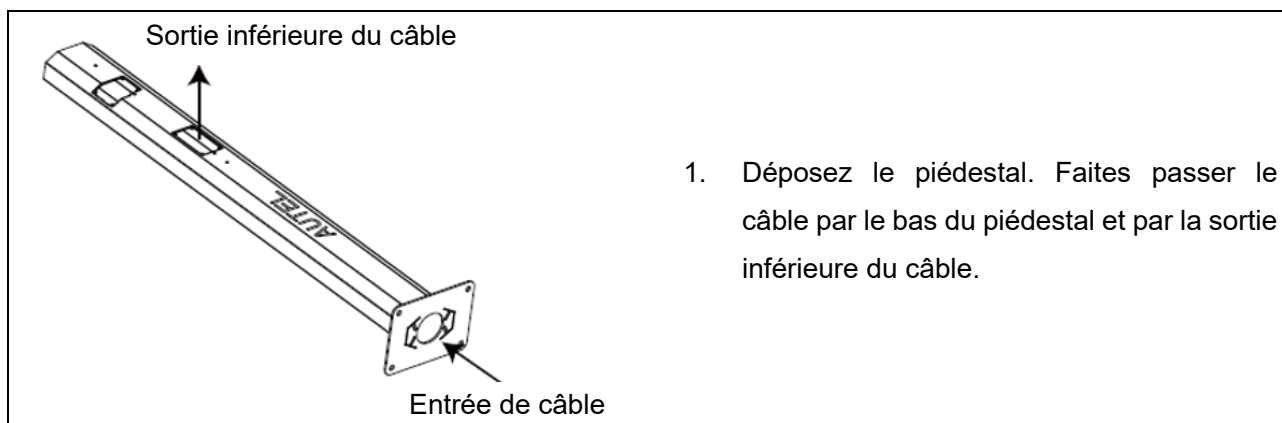 Sortie inférieure du câble
AUTEL
Entrée de câble
1. Déposez le piédestal. Faites passer le
câble par le bas du piédestal et par la sortie
inférieure du câble.